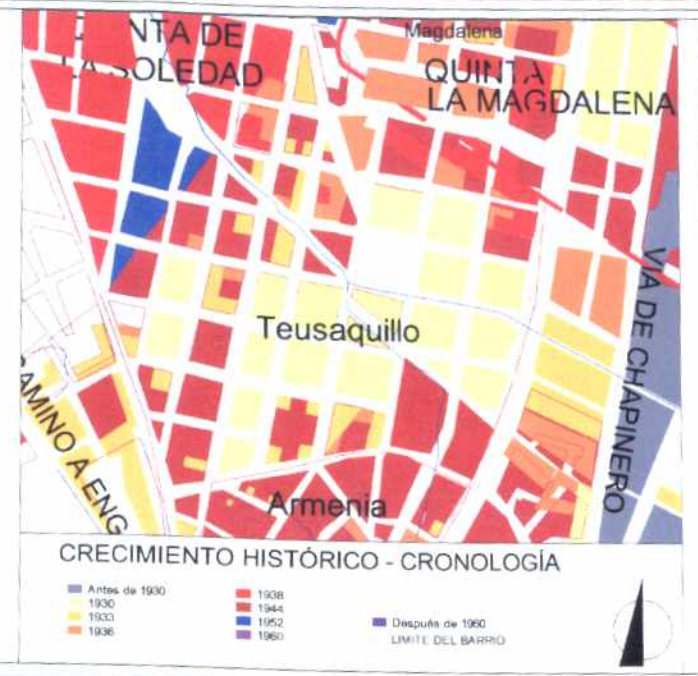 NTA DE
LA SOLEDAD
Magdalena
QUINTA
LA MAGDALENA
VIA DE CHAPINERO
Teusaquillo
CAMINO A ENG
Armenia
CRECIMIENTO HISTÓRICO - CRONOLOGÍA
Antes de 1930
1930
1933
1936
1938
1944
1952
1960
Después de 1960
LIMITE DEL BARRIO